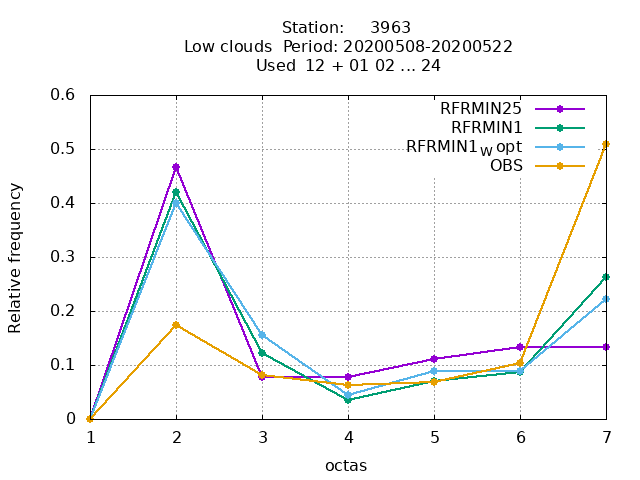 Station: 3963
Low clouds Period: 20200508-20200522
Used 12 + 01 02 ... 24
RFRMIN25
RFRMIN1
RFRMIN1W opt
OBS
Relative frequency
0.6
0.5
0.4
0.3
0.2
0.1
0
1 2 3 4 5 6 7
octas